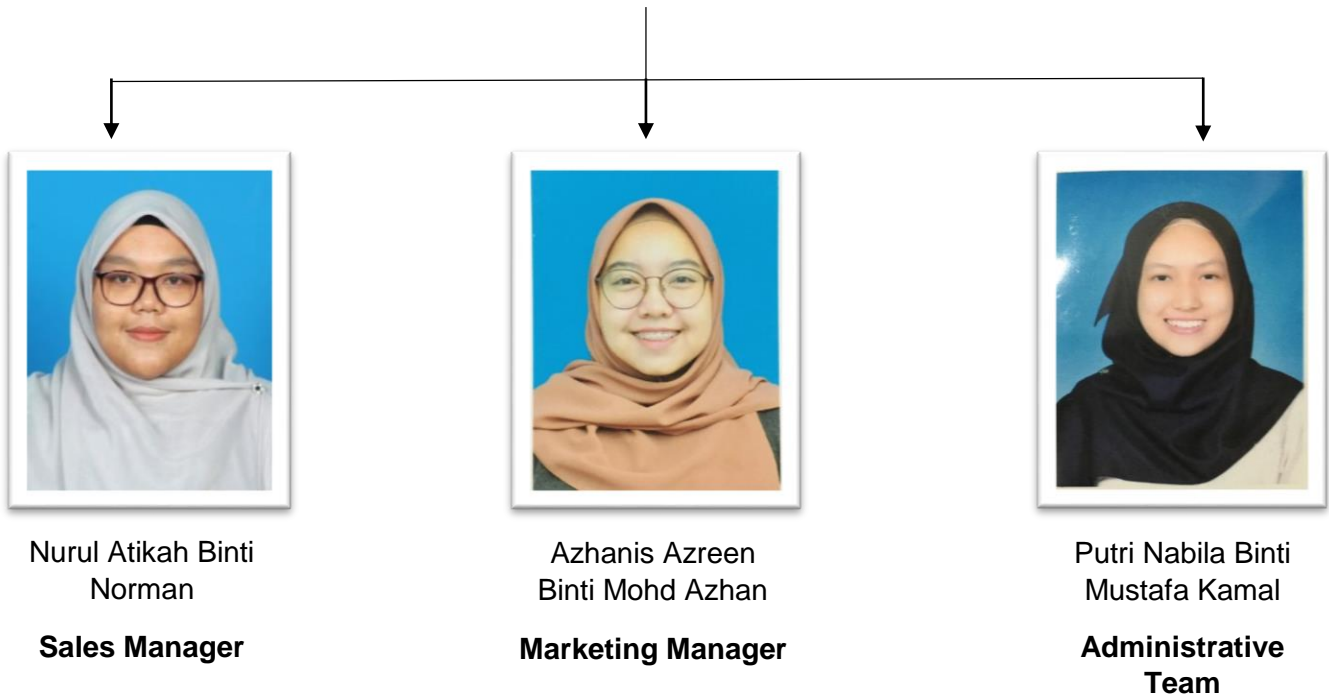 Nurul Atikah Binti
Norman
Sales Manager
Azhanis Azreen
Binti Mohd Azhan
Marketing Manager
Putri Nabila Binti
Mustafa Kamal
Administrative
Team